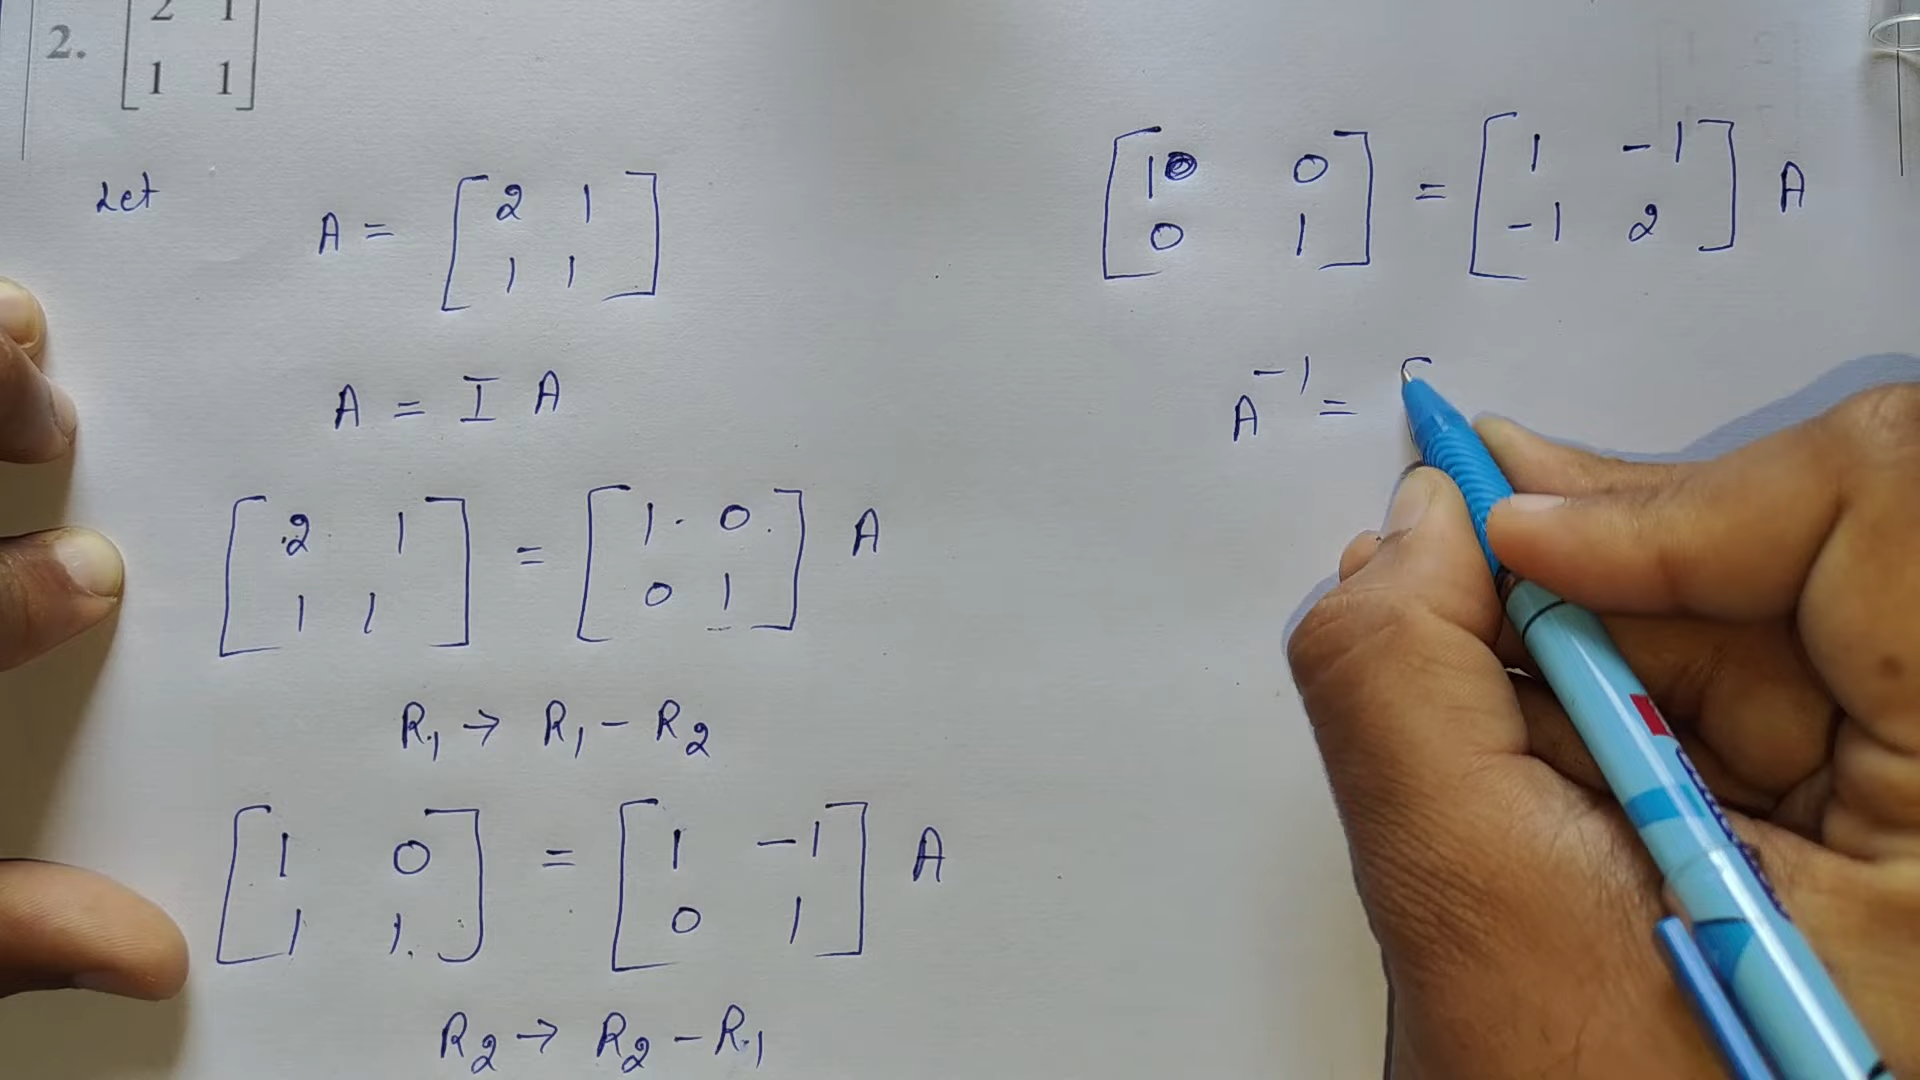 2. [2 1
1 1]
Let
A = [2 1
1 1]
A = I A
[2 1
1 1] = [1 0
0 1] A
R1 → R1 - R2
[1 0
1 1] = [1 -1
0 1] A
R2 → R2 - R1
[1 0
0 1] = [1 -1
-1 2] A
A^-1 = [